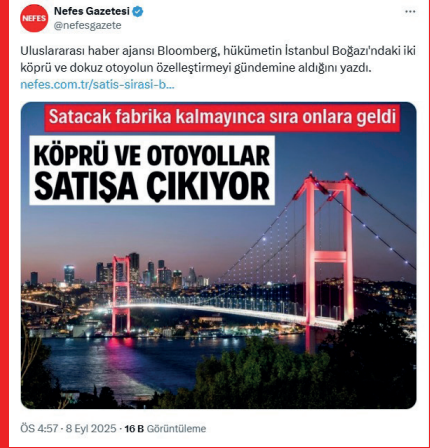 NEFES
Nefes Gazetesi
@nefesgazete
Uluslararası haber ajansı Bloomberg, hükümetin İstanbul Boğazı'ndaki iki
köprü ve dokuz otoyolun özelleştirmeyi gündemine aldığını yazdı.
nefes.com.tr/satis-sirasi-b...
Satacak fabrika kalmayınca sıra onlara geldi
KÖPRÜ VE OTOYOLLAR
SATIŞA ÇIKIYOR
ÖS 4:57 · 8 Eyl 2025 · 16 B Görüntüleme